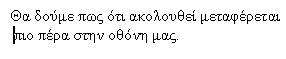 Θα δούμε πως ότι ακολουθεί μεταφέρεται
πιο πέρα στην οθόνη μας.